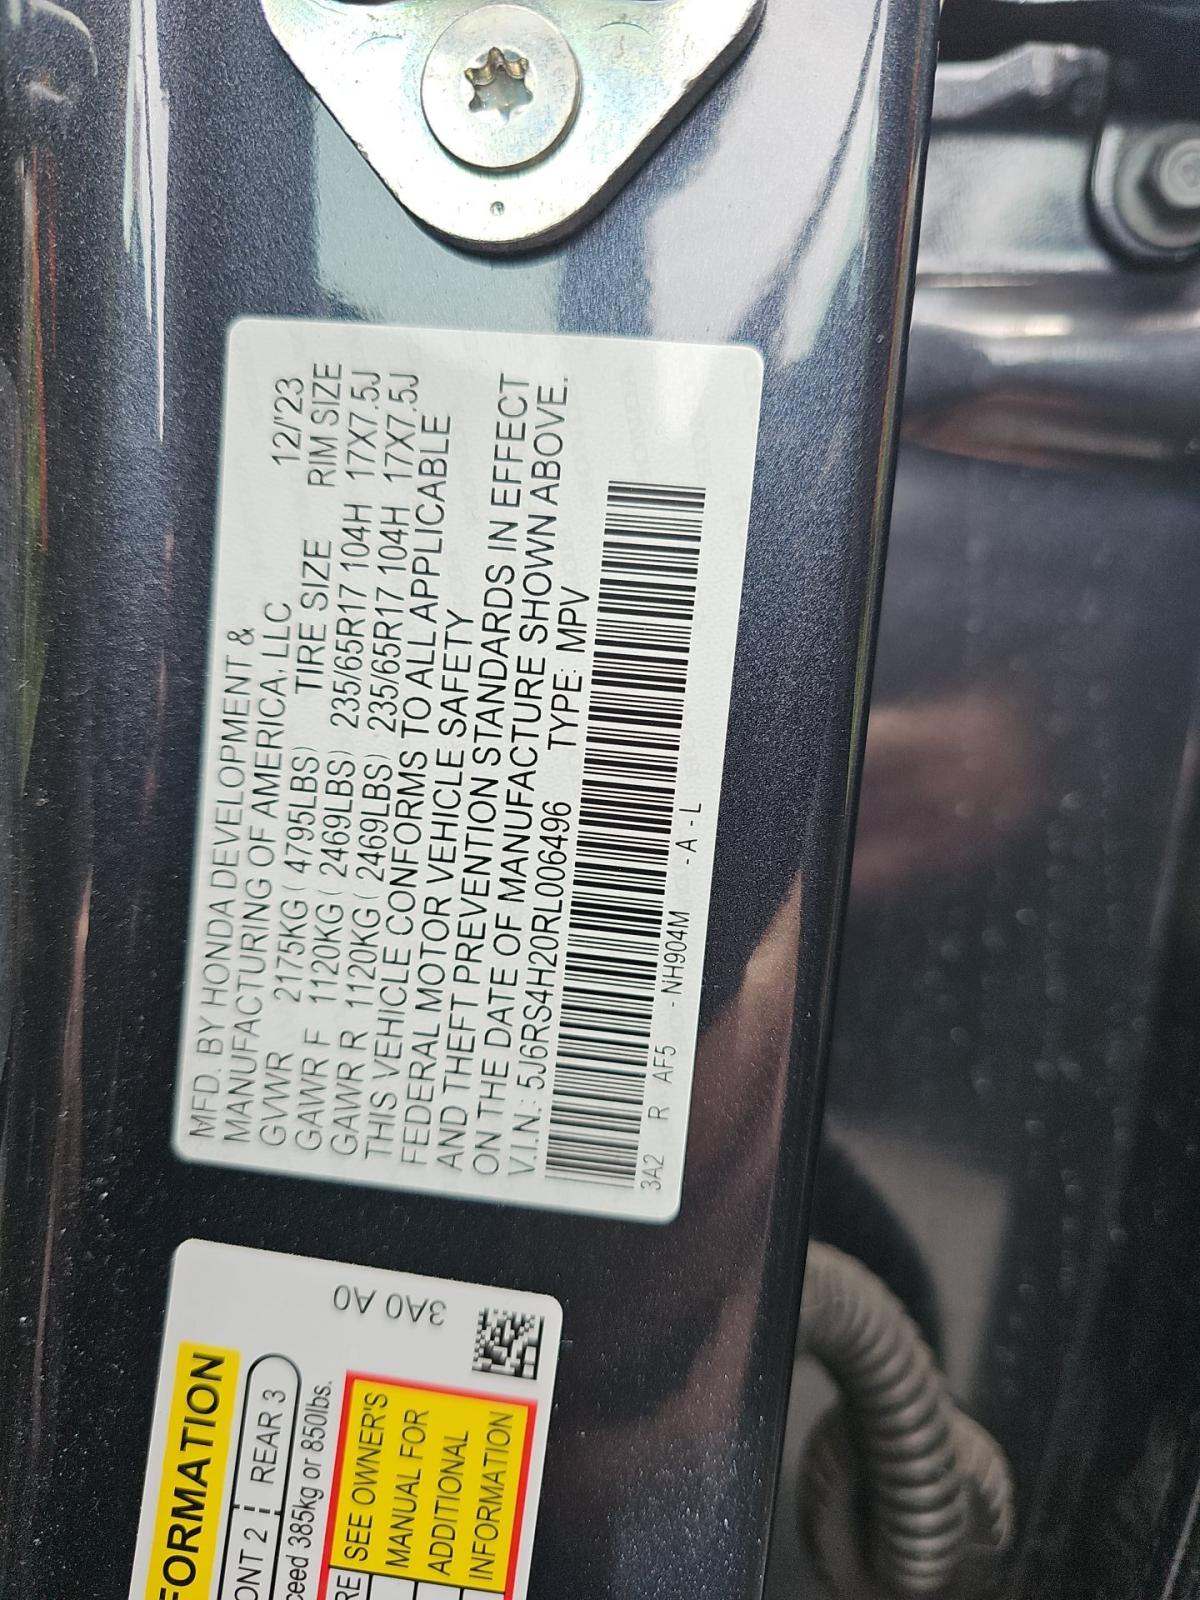 MFD. BY HONDA DEVELOPMENT &
MANUFACTURING OF AMERICA, LLC 12/'23
GVWR 2175KG ( 4795LBS) TIRE SIZE RIM SIZE
GAWR F 1120KG ( 2469LBS) 235/65R17 104H 17X7.5J
GAWR R 1120KG ( 2469LBS) 235/65R17 104H 17X7.5J
THIS VEHICLE CONFORMS TO ALL APPLICABLE
FEDERAL MOTOR VEHICLE SAFETY
AND THEFT PREVENTION STANDARDS IN EFFECT
ON THE DATE OF MANUFACTURE SHOWN ABOVE.
V.I.N.: 5J6RS4H20RL006496 TYPE: MPV
3A2 R AF5 - NH904M - A - L
3A0 A0
FORMATION
ONT 2 REAR 3
ceed 385kg or 850lbs.
RE SEE OWNER'S
MANUAL FOR
ADDITIONAL
INFORMATION